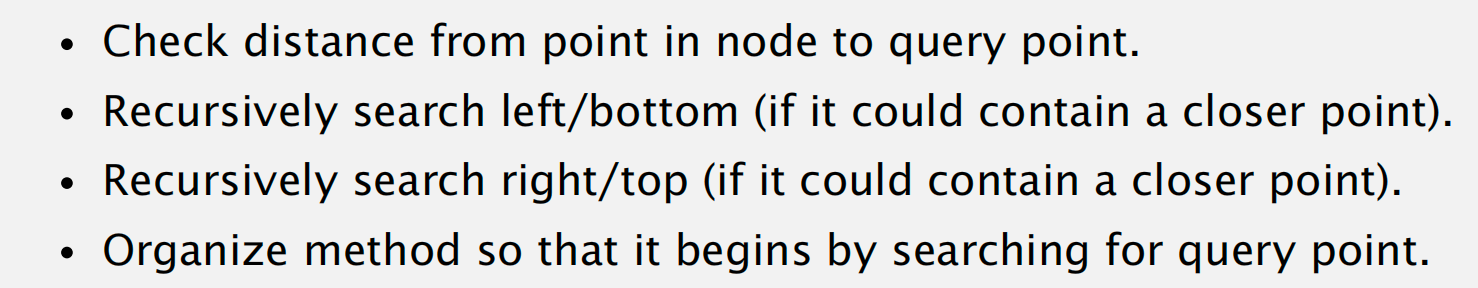 • Check distance from point in node to query point.
• Recursively search left/bottom (if it could contain a closer point).
• Recursively search right/top (if it could contain a closer point).
• Organize method so that it begins by searching for query point.